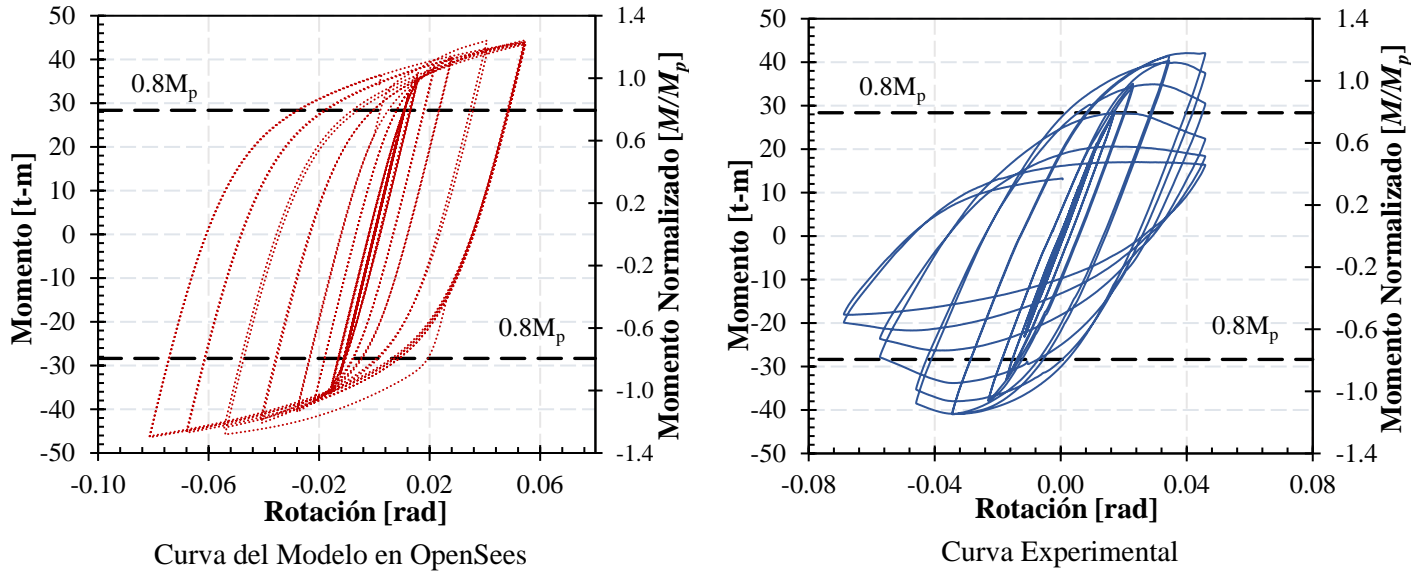 50
40
30
20
10
0
-10
-20
-30
-40
-50
Momento [t-m]
0.8Mp
0.8Mp
1.4
1.0
0.6
0.2
-0.2
-0.6
-1.0
-1.4
Momento Normalizado [M/Mp]
-0.10 -0.06 -0.02 0.02 0.06
Rotación [rad]
Curva del Modelo en OpenSees
50
40
30
20
10
0
-10
-20
-30
-40
-50
Momento [t-m]
0.8Mp
0.8Mp
1.4
1.0
0.6
0.2
-0.2
-0.6
-1.0
-1.4
Momento Normalizado [M/Mp]
-0.08 -0.04 0.00 0.04 0.08
Rotación [rad]
Curva Experimental